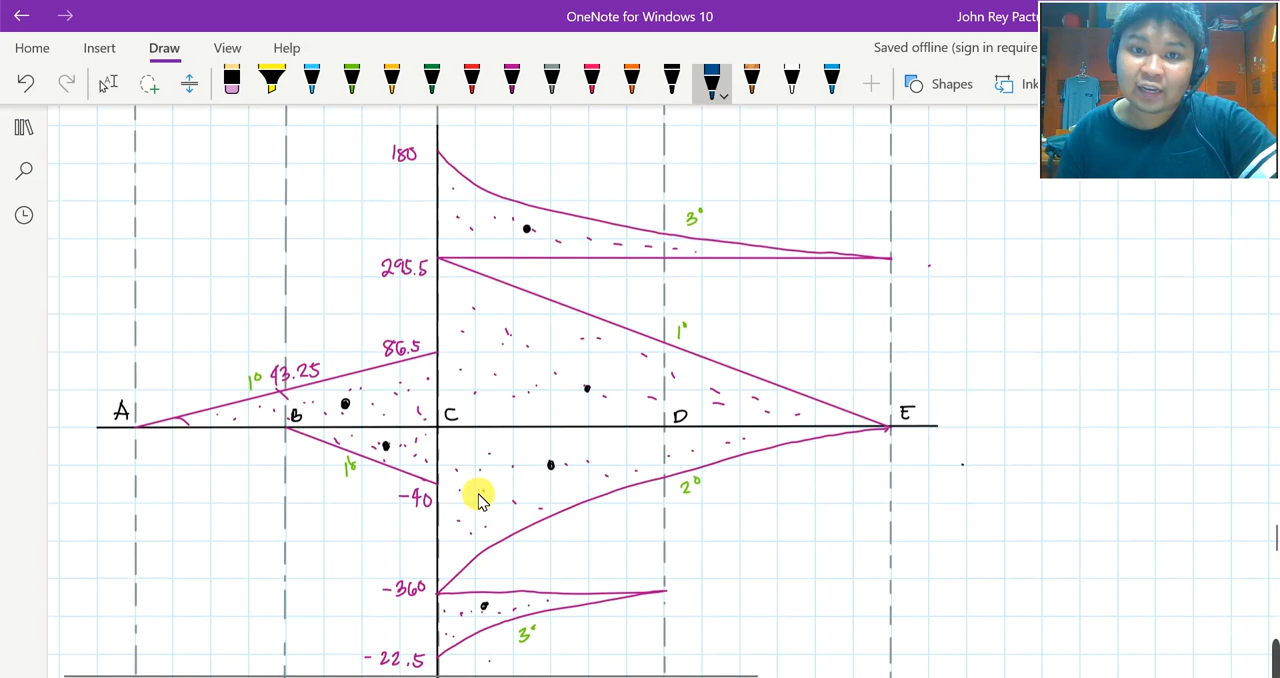 OneNote for Windows 10
John Rey Pactu
Home Insert Draw View Help
Saved offline (sign in require
Shapes
Ink
180
3°
295.5
1°
86.5
43.25
1°
A B C D E
1°
-40
2°
-360
3°
-22.5